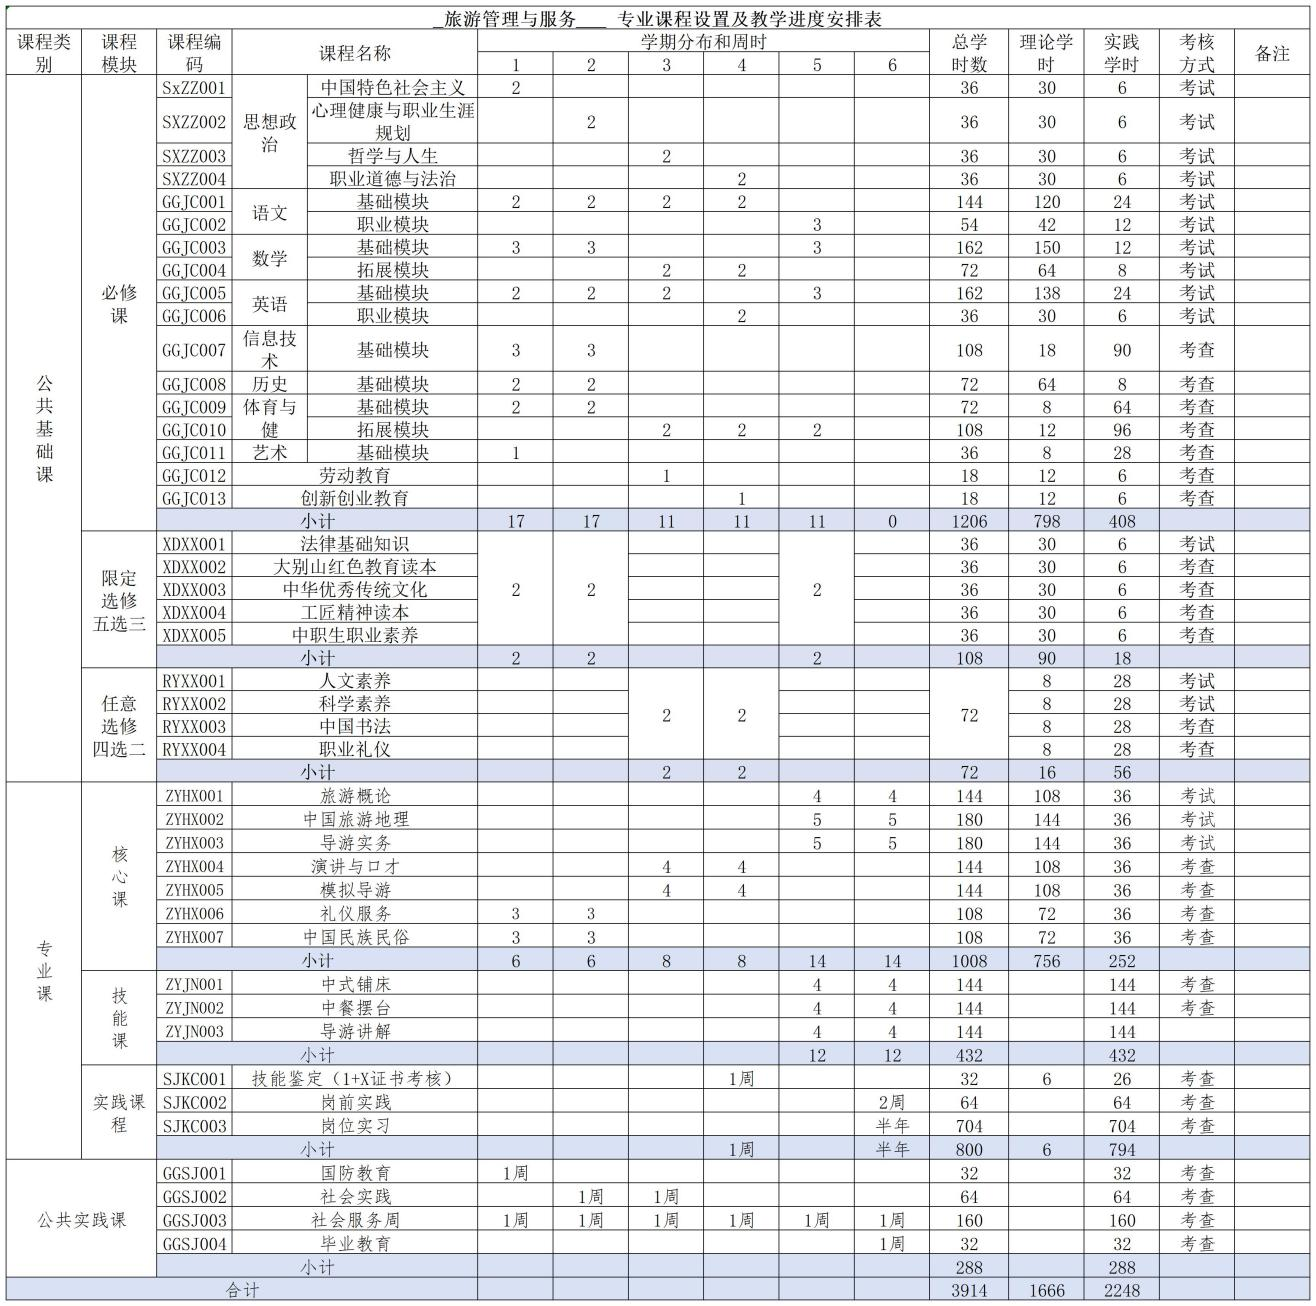 _旅游管理与服务___ 专业课程设置及教学进度安排表
课程类别 课程模块 课程编码 课程名称 学期分布和周时 总学时数 理论学时 实践学时 考核方式 备注
1 2 3 4 5 6
公共基础课 必修课 SxZZ001 思想政治 中国特色社会主义 2 36 30 6 考试
SXZZ002 心理健康与职业生涯规划 2 36 30 6 考试
SXZZ003 哲学与人生 2 36 30 6 考试
SXZZ004 职业道德与法治 2 36 30 6 考试
GGJC001 语文 基础模块 2 2 2 2 144 120 24 考试
GGJC002 职业模块 3 54 42 12 考试
GGJC003 数学 基础模块 3 3 3 162 150 12 考试
GGJC004 拓展模块 2 2 72 64 8 考试
GGJC005 英语 基础模块 2 2 2 3 162 138 24 考试
GGJC006 职业模块 2 36 30 6 考试
GGJC007 信息技术 基础模块 3 3 108 18 90 考查
GGJC008 历史 基础模块 2 2 72 64 8 考查
GGJC009 体育与健 基础模块 2 2 72 8 64 考查
GGJC010 拓展模块 2 2 2 108 12 96 考查
GGJC011 艺术 基础模块 1 36 8 28 考查
GGJC012 劳动教育 1 18 12 6 考查
GGJC013 创新创业教育 1 18 12 6 考查
小计 17 17 11 11 11 0 1206 798 408
限定选修五选三 XDXX001 法律基础知识 36 30 6 考试
XDXX002 大别山红色教育读本 36 30 6 考查
XDXX003 中华优秀传统文化 2 2 2 36 30 6 考查
XDXX004 工匠精神读本 36 30 6 考查
XDXX005 中职生职业素养 36 30 6 考查
小计 2 2 2 108 90 18
任意选修四选二 RYXX001 人文素养 2 2 72 8 28 考试
RYXX002 科学素养 8 28 考试
RYXX003 中国书法 8 28 考查
RYXX004 职业礼仪 8 28 考查
小计 2 2 72 16 56
专业课 核心课 ZYHX001 旅游概论 4 4 144 108 36 考试
ZYHX002 中国旅游地理 5 5 180 144 36 考试
ZYHX003 导游实务 5 5 180 144 36 考试
ZYHX004 演讲与口才 4 4 144 108 36 考查
ZYHX005 模拟导游 4 4 144 108 36 考查
ZYHX006 礼仪服务 3 3 108 72 36 考查
ZYHX007 中国民族民俗 3 3 108 72 36 考查
小计 6 6 8 8 14 14 1008 756 252
技能课 ZYJN001 中式铺床 4 4 144 144 考查
ZYJN002 中餐摆台 4 4 144 144 考查
ZYJN003 导游讲解 4 4 144 144
小计 12 12 432 432
实践课程 SJKC001 技能鉴定（1+X证书考核） 1周 32 6 26 考查
SJKC002 岗前实践 2周 64 64 考查
SJKC003 岗位实习 半年 704 704 考查
小计 1周 半年 800 6 794
公共实践课 GGSJ001 国防教育 1周 32 32 考查
GGSJ002 社会实践 1周 1周 64 64 考查
GGSJ003 社会服务周 1周 1周 1周 1周 1周 1周 160 160 考查
GGSJ004 毕业教育 1周 32 32 考查
小计 288 288
合计 3914 1666 2248